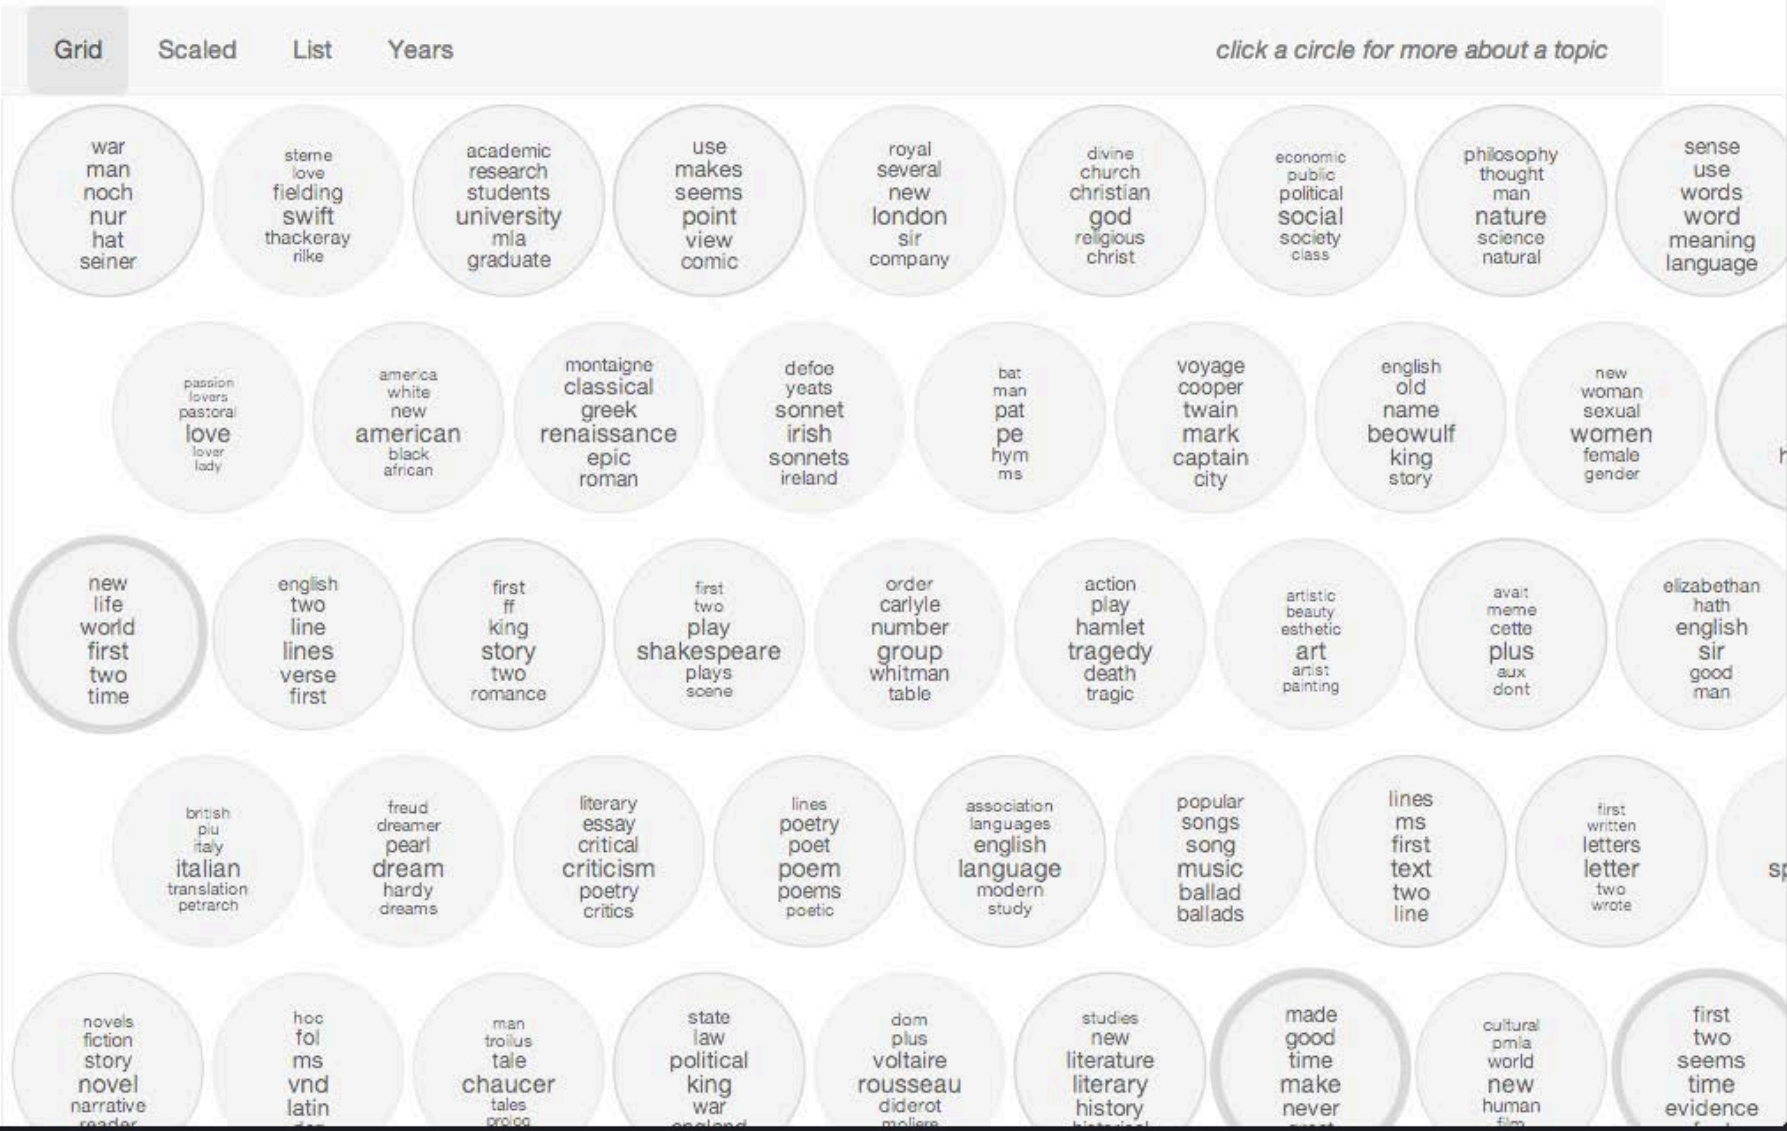 Grid Scaled List Years click a circle for more about a topic
war
man
noch
nur
hat
seiner
sterne
love
fielding
swift
thackeray
rilke
academic
research
students
university
mla
graduate
use
makes
seems
point
view
comic
royal
several
new
london
sir
company
divine
church
christian
god
religious
christ
economic
public
political
social
society
class
philosophy
thought
man
nature
science
natural
sense
use
words
word
meaning
language
passion
lovers
pastoral
love
lover
lady
america
white
new
american
black
african
montaigne
classical
greek
renaissance
epic
roman
defoe
yeats
sonnet
irish
sonnets
ireland
bat
man
pat
pe
hym
ms
voyage
cooper
twain
mark
captain
city
english
old
name
beowulf
king
story
new
woman
sexual
women
female
gender
new
life
world
first
two
time
english
two
line
lines
verse
first
first
ff
king
story
two
romance
first
two
play
shakespeare
plays
scene
order
carlyle
number
group
whitman
table
action
play
hamlet
tragedy
death
tragic
artistic
beauty
esthetic
art
artist
painting
avait
meme
cette
plus
aux
dont
elizabethan
hath
english
sir
good
man
british
piu
italy
italian
translation
petrarch
freud
dreamer
pearl
dream
hardy
dreams
literary
essay
critical
criticism
poetry
critics
lines
poetry
poet
poem
poems
poetic
association
languages
english
language
modern
study
popular
songs
song
music
ballad
ballads
lines
ms
first
text
two
line
first
written
letters
letter
two
wrote
sp
novels
fiction
story
novel
narrative
reader
hoc
fol
ms
vnd
latin
man
troilus
tale
chaucer
tales
prolog
state
law
political
king
war
england
dom
plus
voltaire
rousseau
diderot
moliere
studies
new
literature
literary
history
historical
made
good
time
make
never
great
cultural
pmla
world
new
human
film
first
two
seems
time
evidence